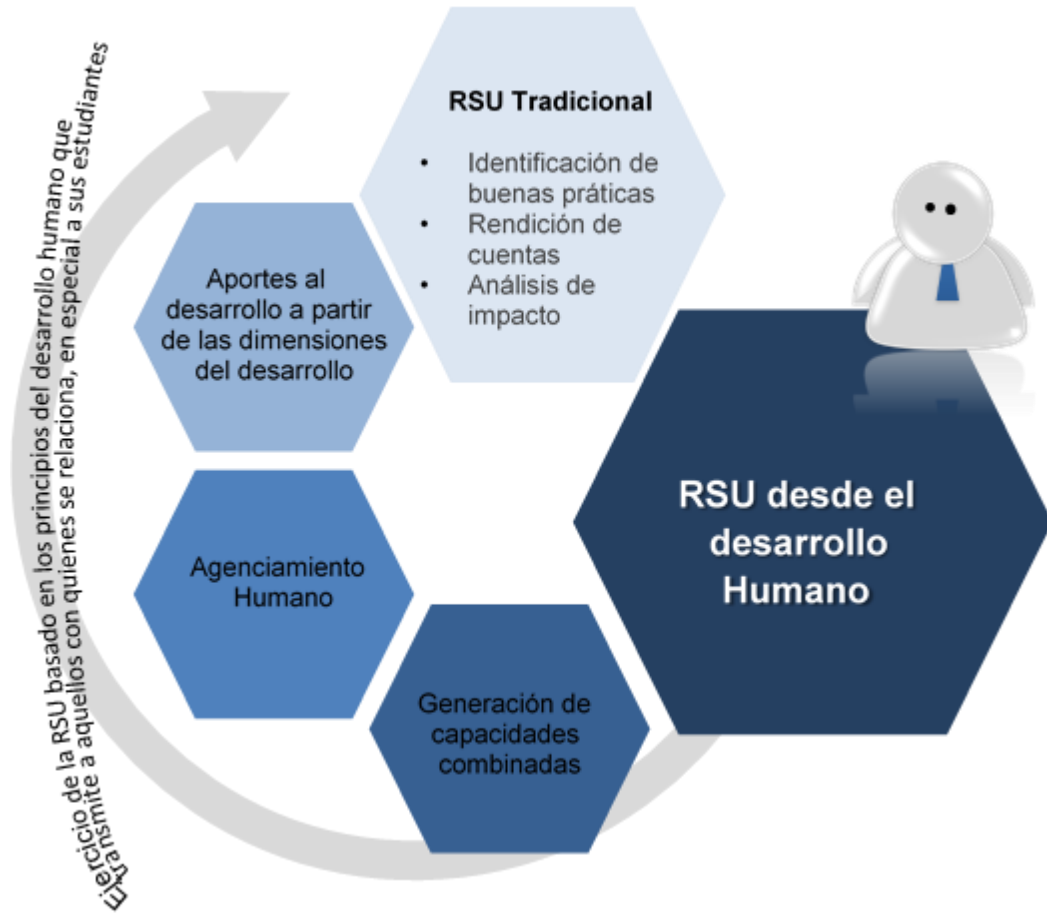 RSU Tradicional
• Identificación de
buenas práticas
• Rendición de
cuentas
• Análisis de
impacto
Aportes al
desarrollo a partir
de las dimensiones
del desarrollo
Agenciamiento
Humano
Generación de
capacidades
combinadas
RSU desde el
desarrollo
Humano
Ejercicio de la RSU basado en los principios del desarrollo humano que
transmite a aquellos con quienes se relaciona, en especial a sus estudiantes